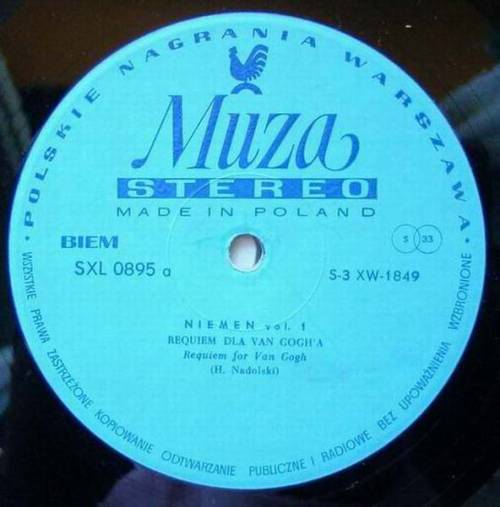 • POLSKIE NAGRANIA WARSZAWA •
Muza
STEREO
MADE IN POLAND
BIEM
S 33
SXL 0895 a
S-3 XW-1849
NIEMEN vol. 1
REQUIEM DLA VAN GOGH'A
Requiem for Van Gogh
(H. Nadolski)
WSZYSTKIE PRAWA ZASTRZEŻONE KOPIOWANIE ODTWARZANIE PUBLICZNE I RADIOWE BEZ UPOWAŻNIENIA WZBRONIONE